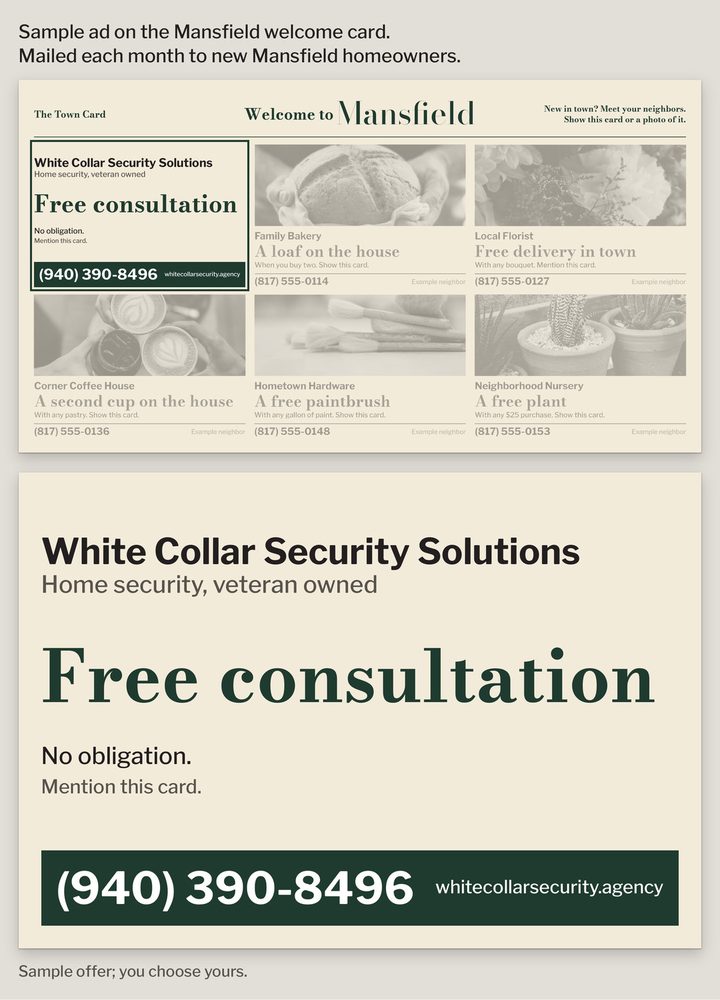 Sample ad on the Mansfield welcome card.
Mailed each month to new Mansfield homeowners.
The Town Card
Welcome to Mansfield
New in town? Meet your neighbors.
Show this card or a photo of it.
White Collar Security Solutions
Home security, veteran owned
Free consultation
No obligation.
Mention this card.
(940) 390-8496 whitecollarsecurity.agency
Family Bakery
A loaf on the house
When you buy two. Show this card.
(817) 555-0114 Example neighbor
Local Florist
Free delivery in town
With any bouquet. Mention this card.
(817) 555-0127 Example neighbor
Corner Coffee House
A second cup on the house
With any pastry. Show this card.
(817) 555-0136 Example neighbor
Hometown Hardware
A free paintbrush
With any gallon of paint. Show this card.
(817) 555-0148 Example neighbor
Neighborhood Nursery
A free plant
With any $25 purchase. Show this card.
(817) 555-0153 Example neighbor
White Collar Security Solutions
Home security, veteran owned
Free consultation
No obligation.
Mention this card.
(940) 390-8496 whitecollarsecurity.agency
Sample offer; you choose yours.